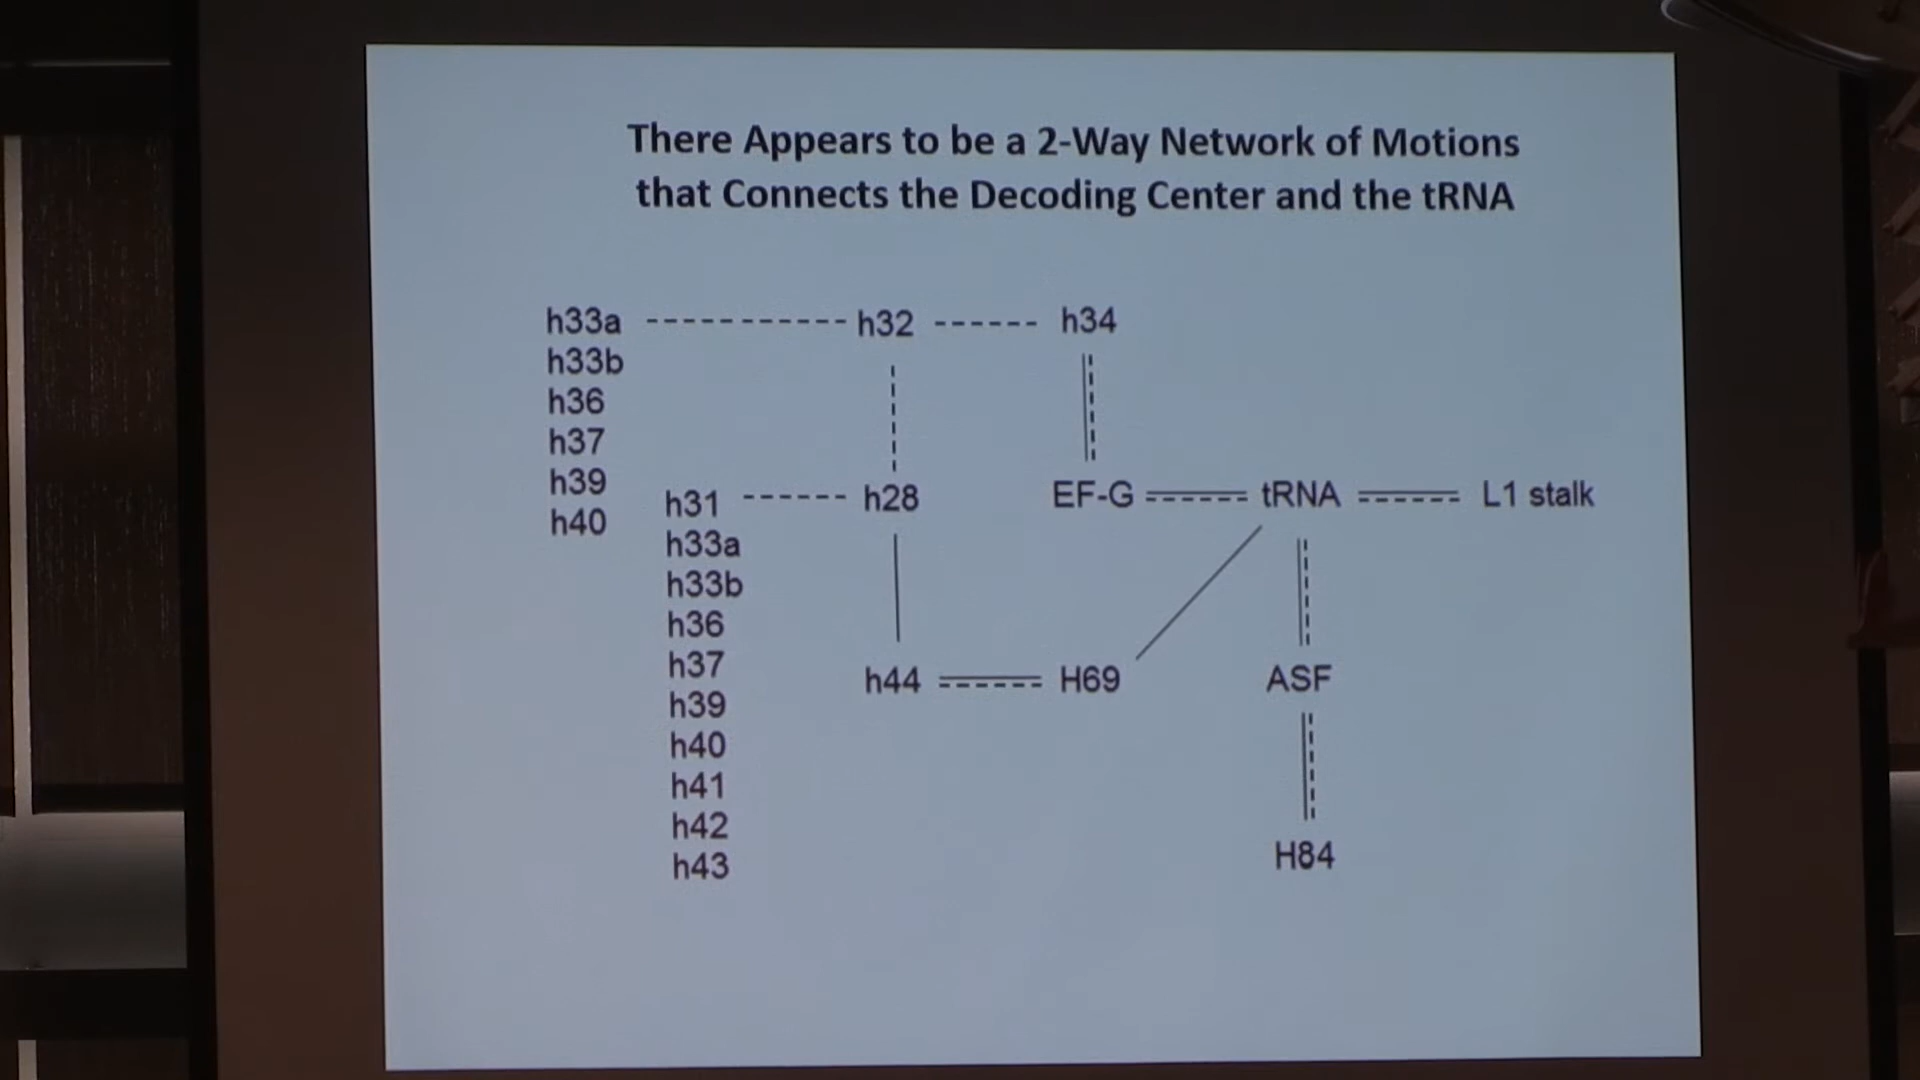 There Appears to be a 2-Way Network of Motions
that Connects the Decoding Center and the tRNA
h33a h32 h34
h33b
h36
h37
h39
h40
h31 h28 EF-G tRNA L1 stalk
h33a
h33b
h36
h37
h39
h40
h41
h42
h43
h44 H69 ASF
H84